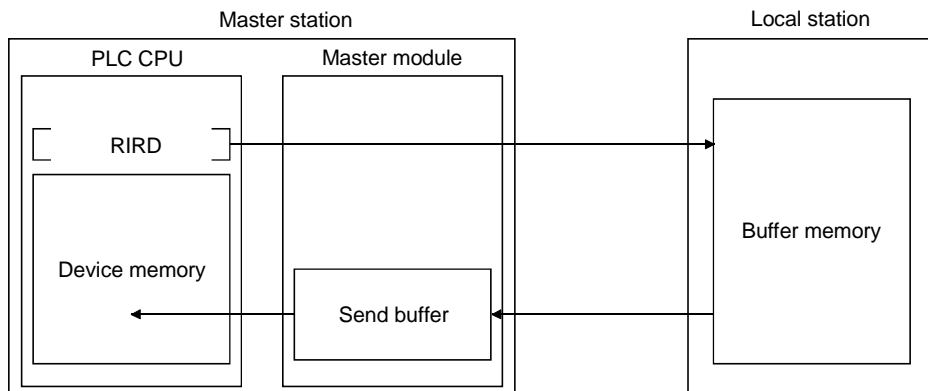 Master station
Local station
PLC CPU
Master module
RIRD
Buffer memory
Device memory
Send buffer